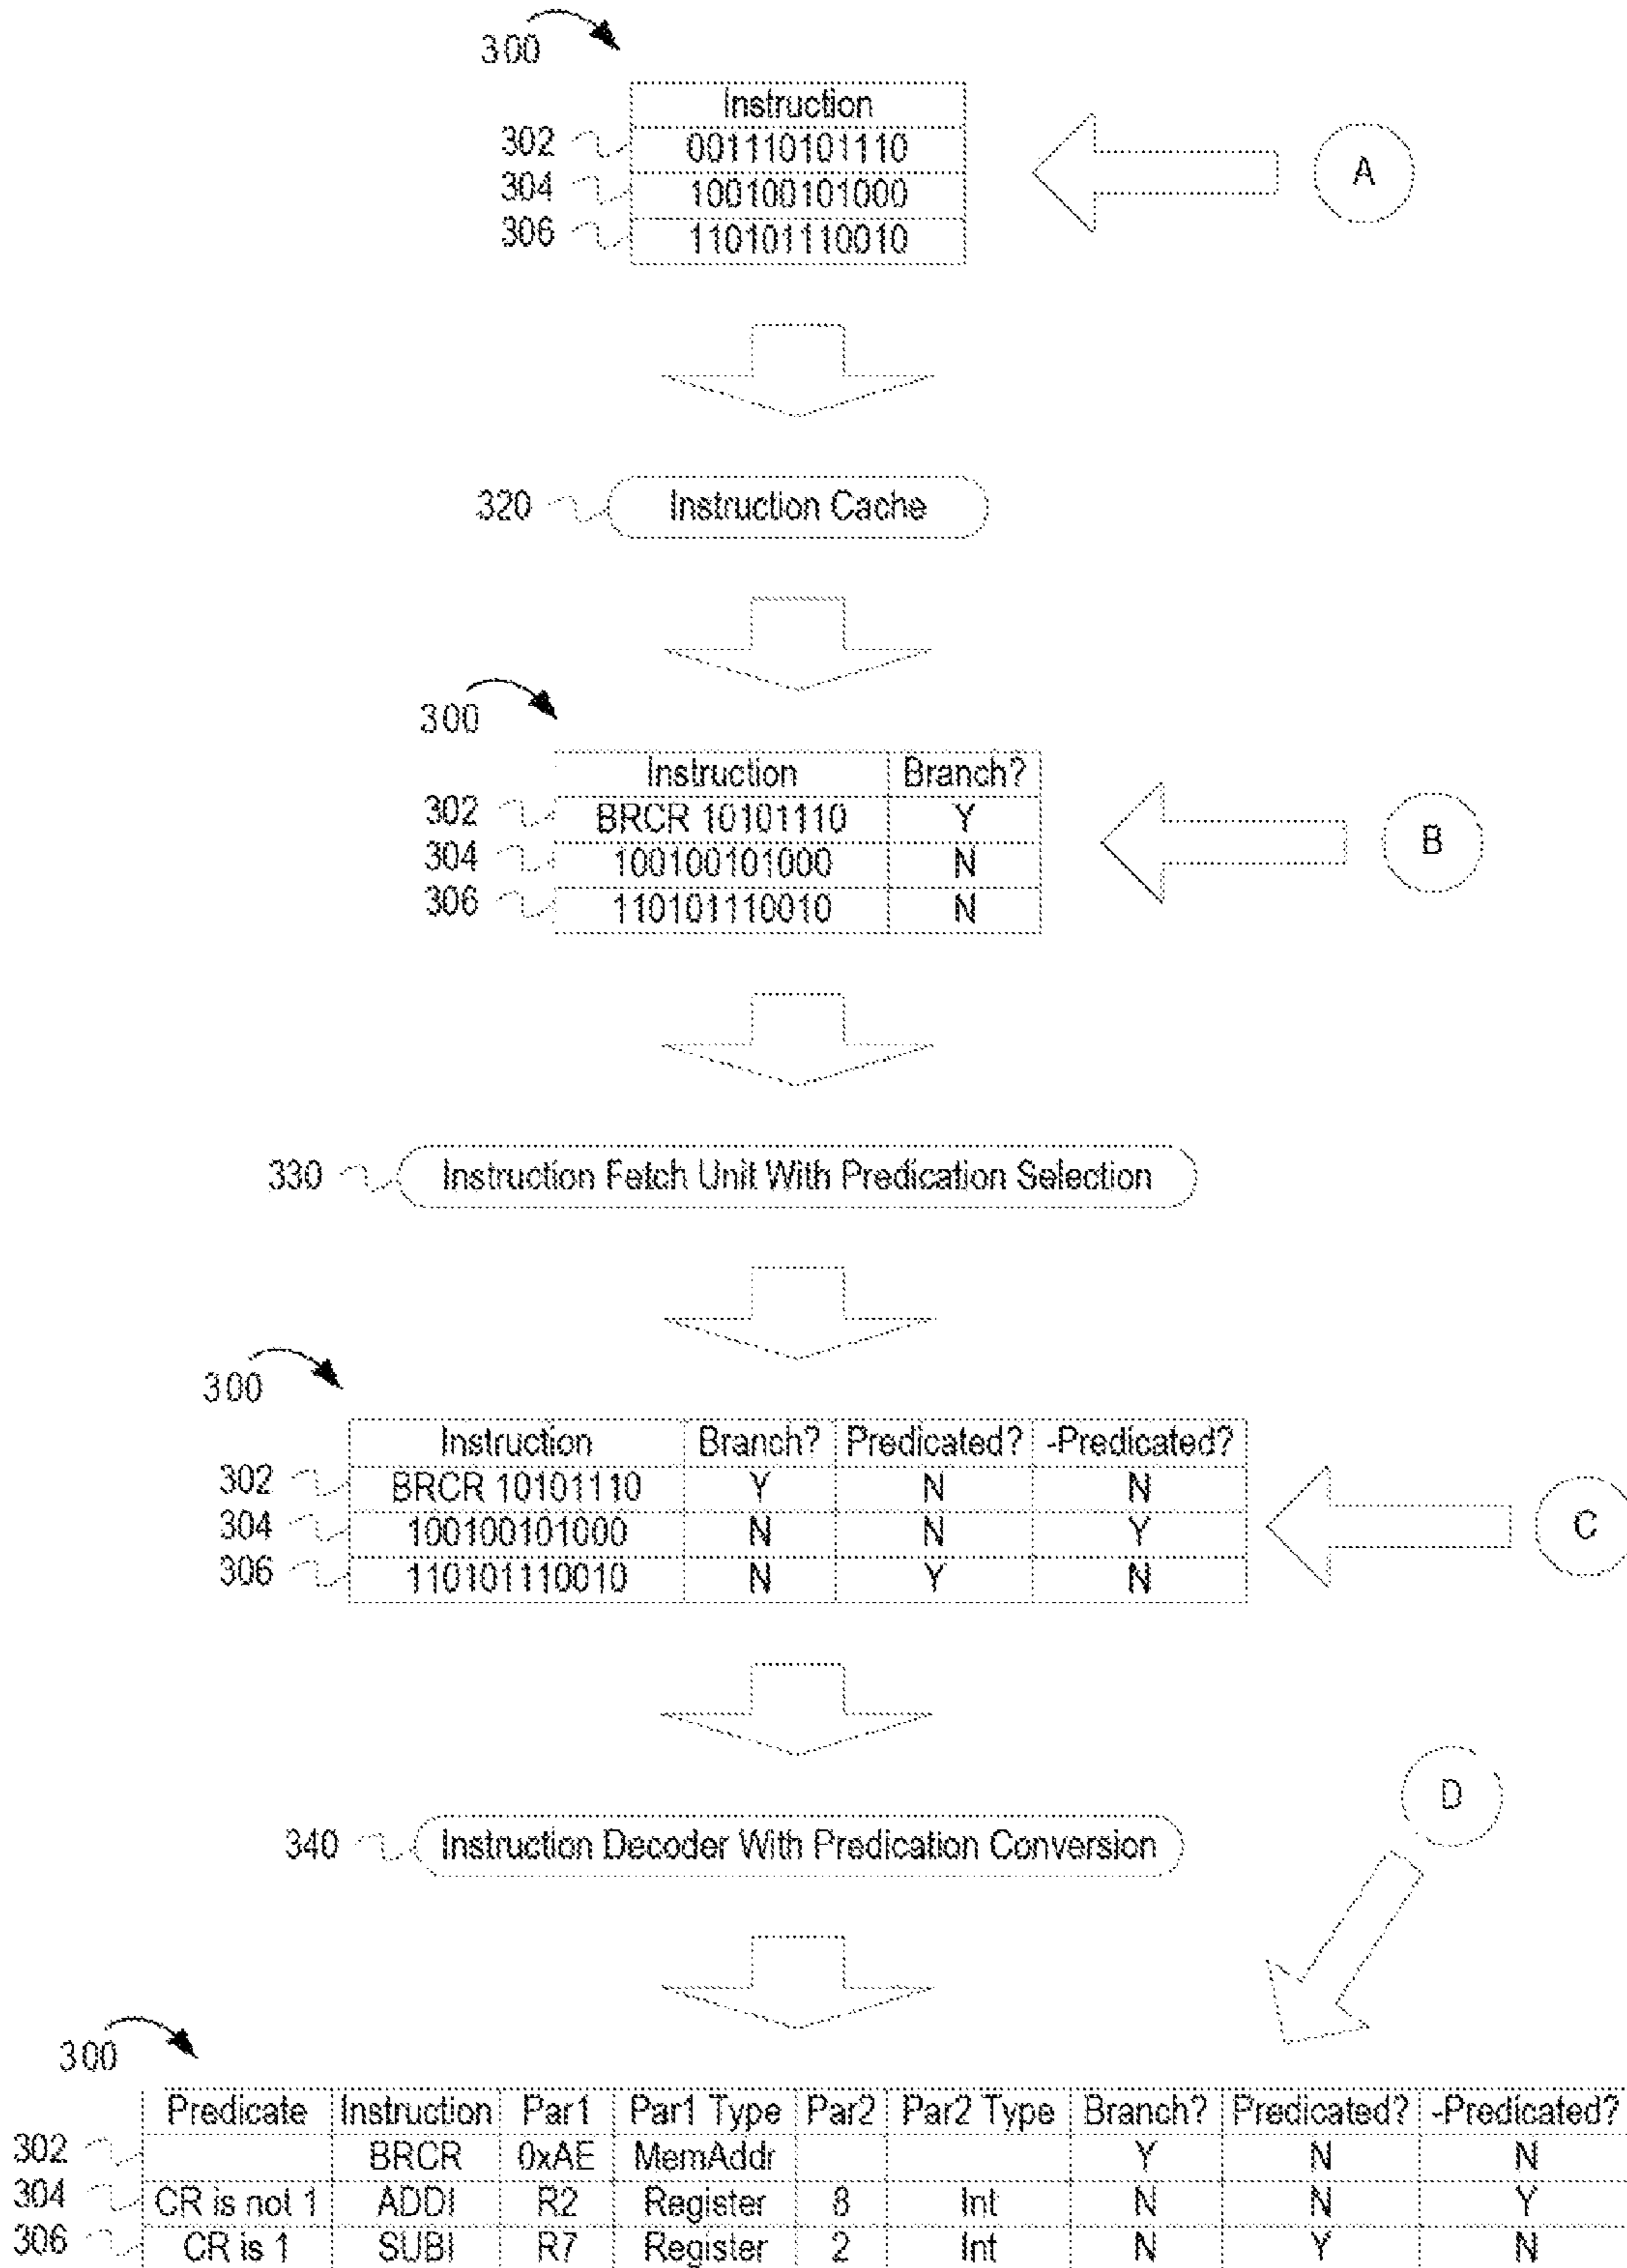 300
Instruction
302 001110101110
304 100100101000
306 110101110010
A
320 Instruction Cache
300
Instruction Branch?
302 BRCR 10101110 Y
304 100100101000 N
306 110101110010 N
B
330 Instruction Fetch Unit With Predication Selection
300
Instruction Branch? Predicated? -Predicated?
302 BRCR 10101110 Y N N
304 100100101000 N N Y
306 110101110010 N Y N
C
D
340 Instruction Decoder With Predication Conversion
300
Predicate Instruction Par1 Par1 Type Par2 Par2 Type Branch? Predicated? -Predicated?
302 BRCR 0xAE MemAddr Y N N
304 CR is not 1 ADDI R2 Register 8 Int N N Y
306 CR is 1 SUBI R7 Register 2 Int N Y N